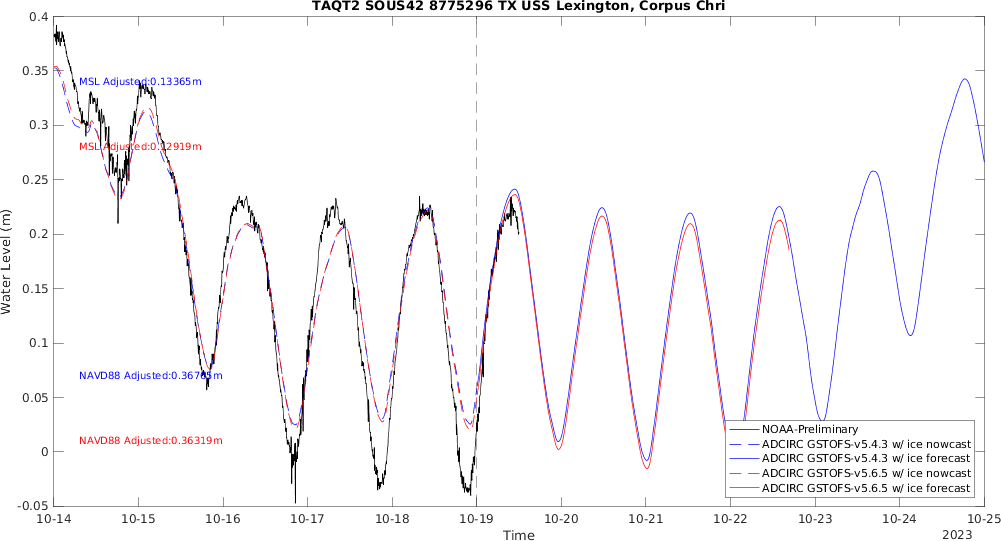 TAQT2 SOUS42 8775296 TX USS Lexington, Corpus Chri
0.4
0.35
0.3
0.25
0.2
0.15
0.1
0.05
0
-0.05
Water Level (m)
MSL Adjusted:0.13365m
MSL Adjusted:0.12919m
NAVD88 Adjusted:0.36765m
NAVD88 Adjusted:0.36319m
NOAA-Preliminary
ADCIRC GSTOFS-v5.4.3 w/ ice nowcast
ADCIRC GSTOFS-v5.4.3 w/ ice forecast
ADCIRC GSTOFS-v5.6.5 w/ ice nowcast
ADCIRC GSTOFS-v5.6.5 w/ ice forecast
10-14 10-15 10-16 10-17 10-18 10-19 10-20 10-21 10-22 10-23 10-24 10-25
Time
2023